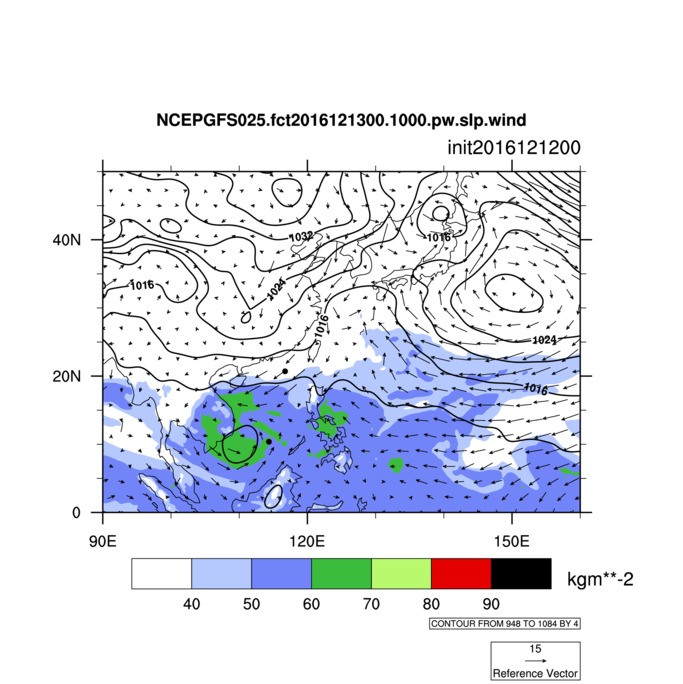 NCEPGFS025.fct2016121300.1000.pw.slp.wind
init2016121200
40N
20N
0
90E 120E 150E
1032
1016
1016
1024
1016
1024
1016
40 50 60 70 80 90
kgm**-2
CONTOUR FROM 948 TO 1084 BY 4
15
Reference Vector